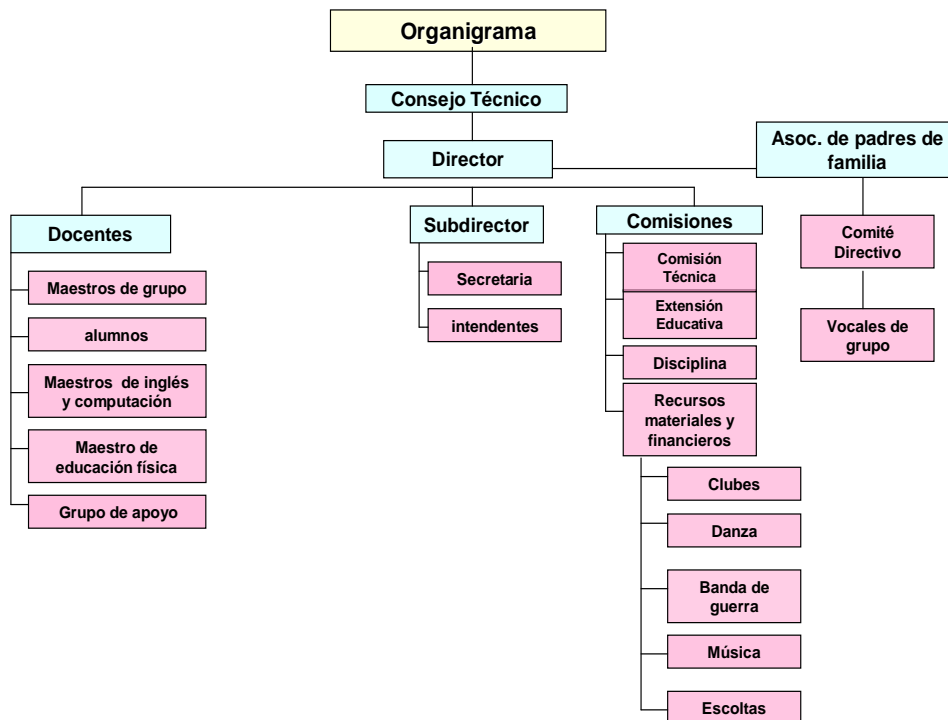 Organigrama
Consejo Técnico
Director
Asoc. de padres de
familia
Docentes
Subdirector
Comisiones
Comité
Directivo
Vocales de
grupo
Maestros de grupo
alumnos
Maestros de inglés
y computación
Maestro de
educación física
Grupo de apoyo
Secretaria
intendentes
Comisión
Técnica
Extensión
Educativa
Disciplina
Recursos
materiales y
financieros
Clubes
Danza
Banda de
guerra
Música
Escoltas